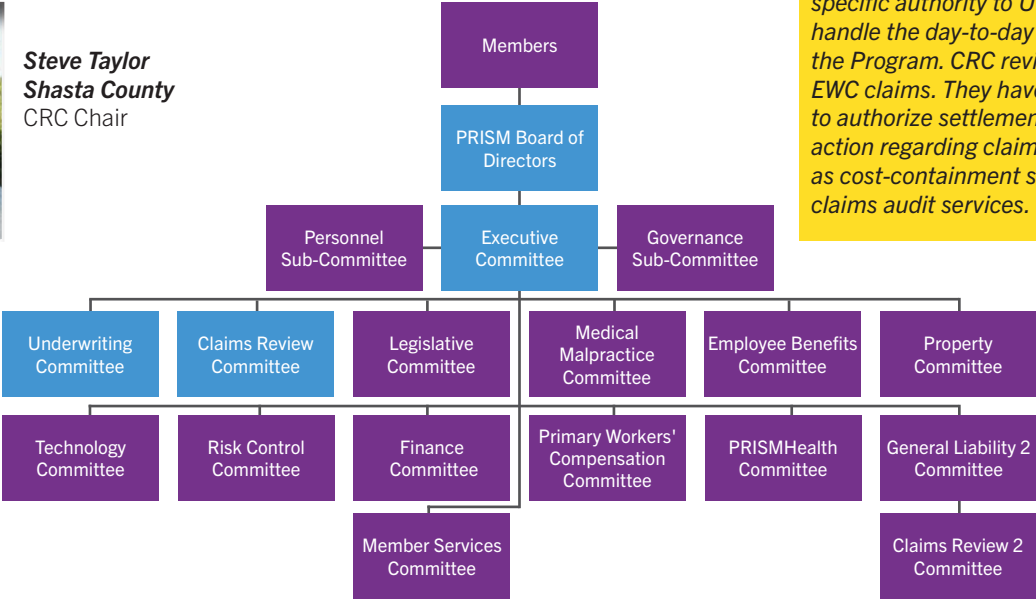 Steve Taylor
Shasta County
CRC Chair
specific authority to
handle the day-to-day
the Program. CRC
EWC claims. They have
to authorize
action regarding
as cost-containment
claims audit services.
Members
PRISM Board of
Directors
Personnel
Sub-Committee
Executive
Committee
Governance
Sub-Committee
Underwriting
Committee
Claims Review
Committee
Legislative
Committee
Medical
Malpractice
Committee
Employee Benefits
Committee
Property
Committee
Technology
Committee
Risk Control
Committee
Finance
Committee
Primary Workers'
Compensation
Committee
PRISMHealth
Committee
General Liability 2
Committee
Member Services
Committee
Claims Review 2
Committee